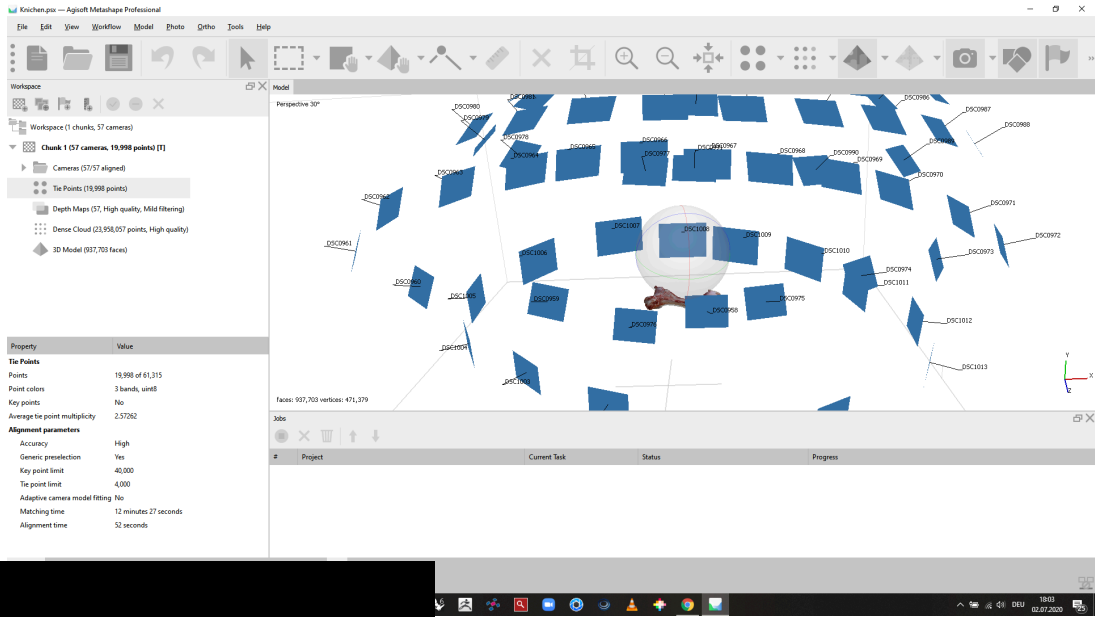 Knichen.psx — Agisoft Metashape Professional
File Edit View Workflow Model Photo Ortho Tools Help
Workspace
Workspace (1 chunks, 57 cameras)
Chunk 1 (57 cameras, 19,998 points) [T]
Cameras (57/57 aligned)
Tie Points (19,998 points)
Depth Maps (57, High quality, Mild filtering)
Dense Cloud (23,958,057 points, High quality)
3D Model (937,703 faces)
Property Value
Tie Points
Points 19,998 of 61,315
Point colors 3 bands, uint8
Key points No
Average tie point multiplicity 2.57262
Alignment parameters
Accuracy High
Generic preselection Yes
Key point limit 40,000
Tie point limit 4,000
Adaptive camera model fitting No
Matching time 12 minutes 27 seconds
Alignment time 52 seconds
Model
Perspective 30°
DSC0980
DSC0986
DSC0987
DSC0988
DSC0978
DSC0964
DSC0965
DSC0966
DSC0977
DSC0967
DSC0968
DSC0990
DSC0969
DSC0970
DSC0963
DSC0962
DSC0971
DSC0961
DSC1007
DSC1008
DSC1009
DSC0972
DSC1006
DSC1010
DSC0973
DSC0974
DSC0960
DSC1005
DSC0959
DSC0975
DSC1011
DSC0958
DSC0976
DSC1012
DSC1004
DSC1013
DSC1003
Y
X
Z
faces: 937,703 vertices: 471,379
Jobs
# Project Current Task Status Progress
DEU
18:03
02.07.2020
25